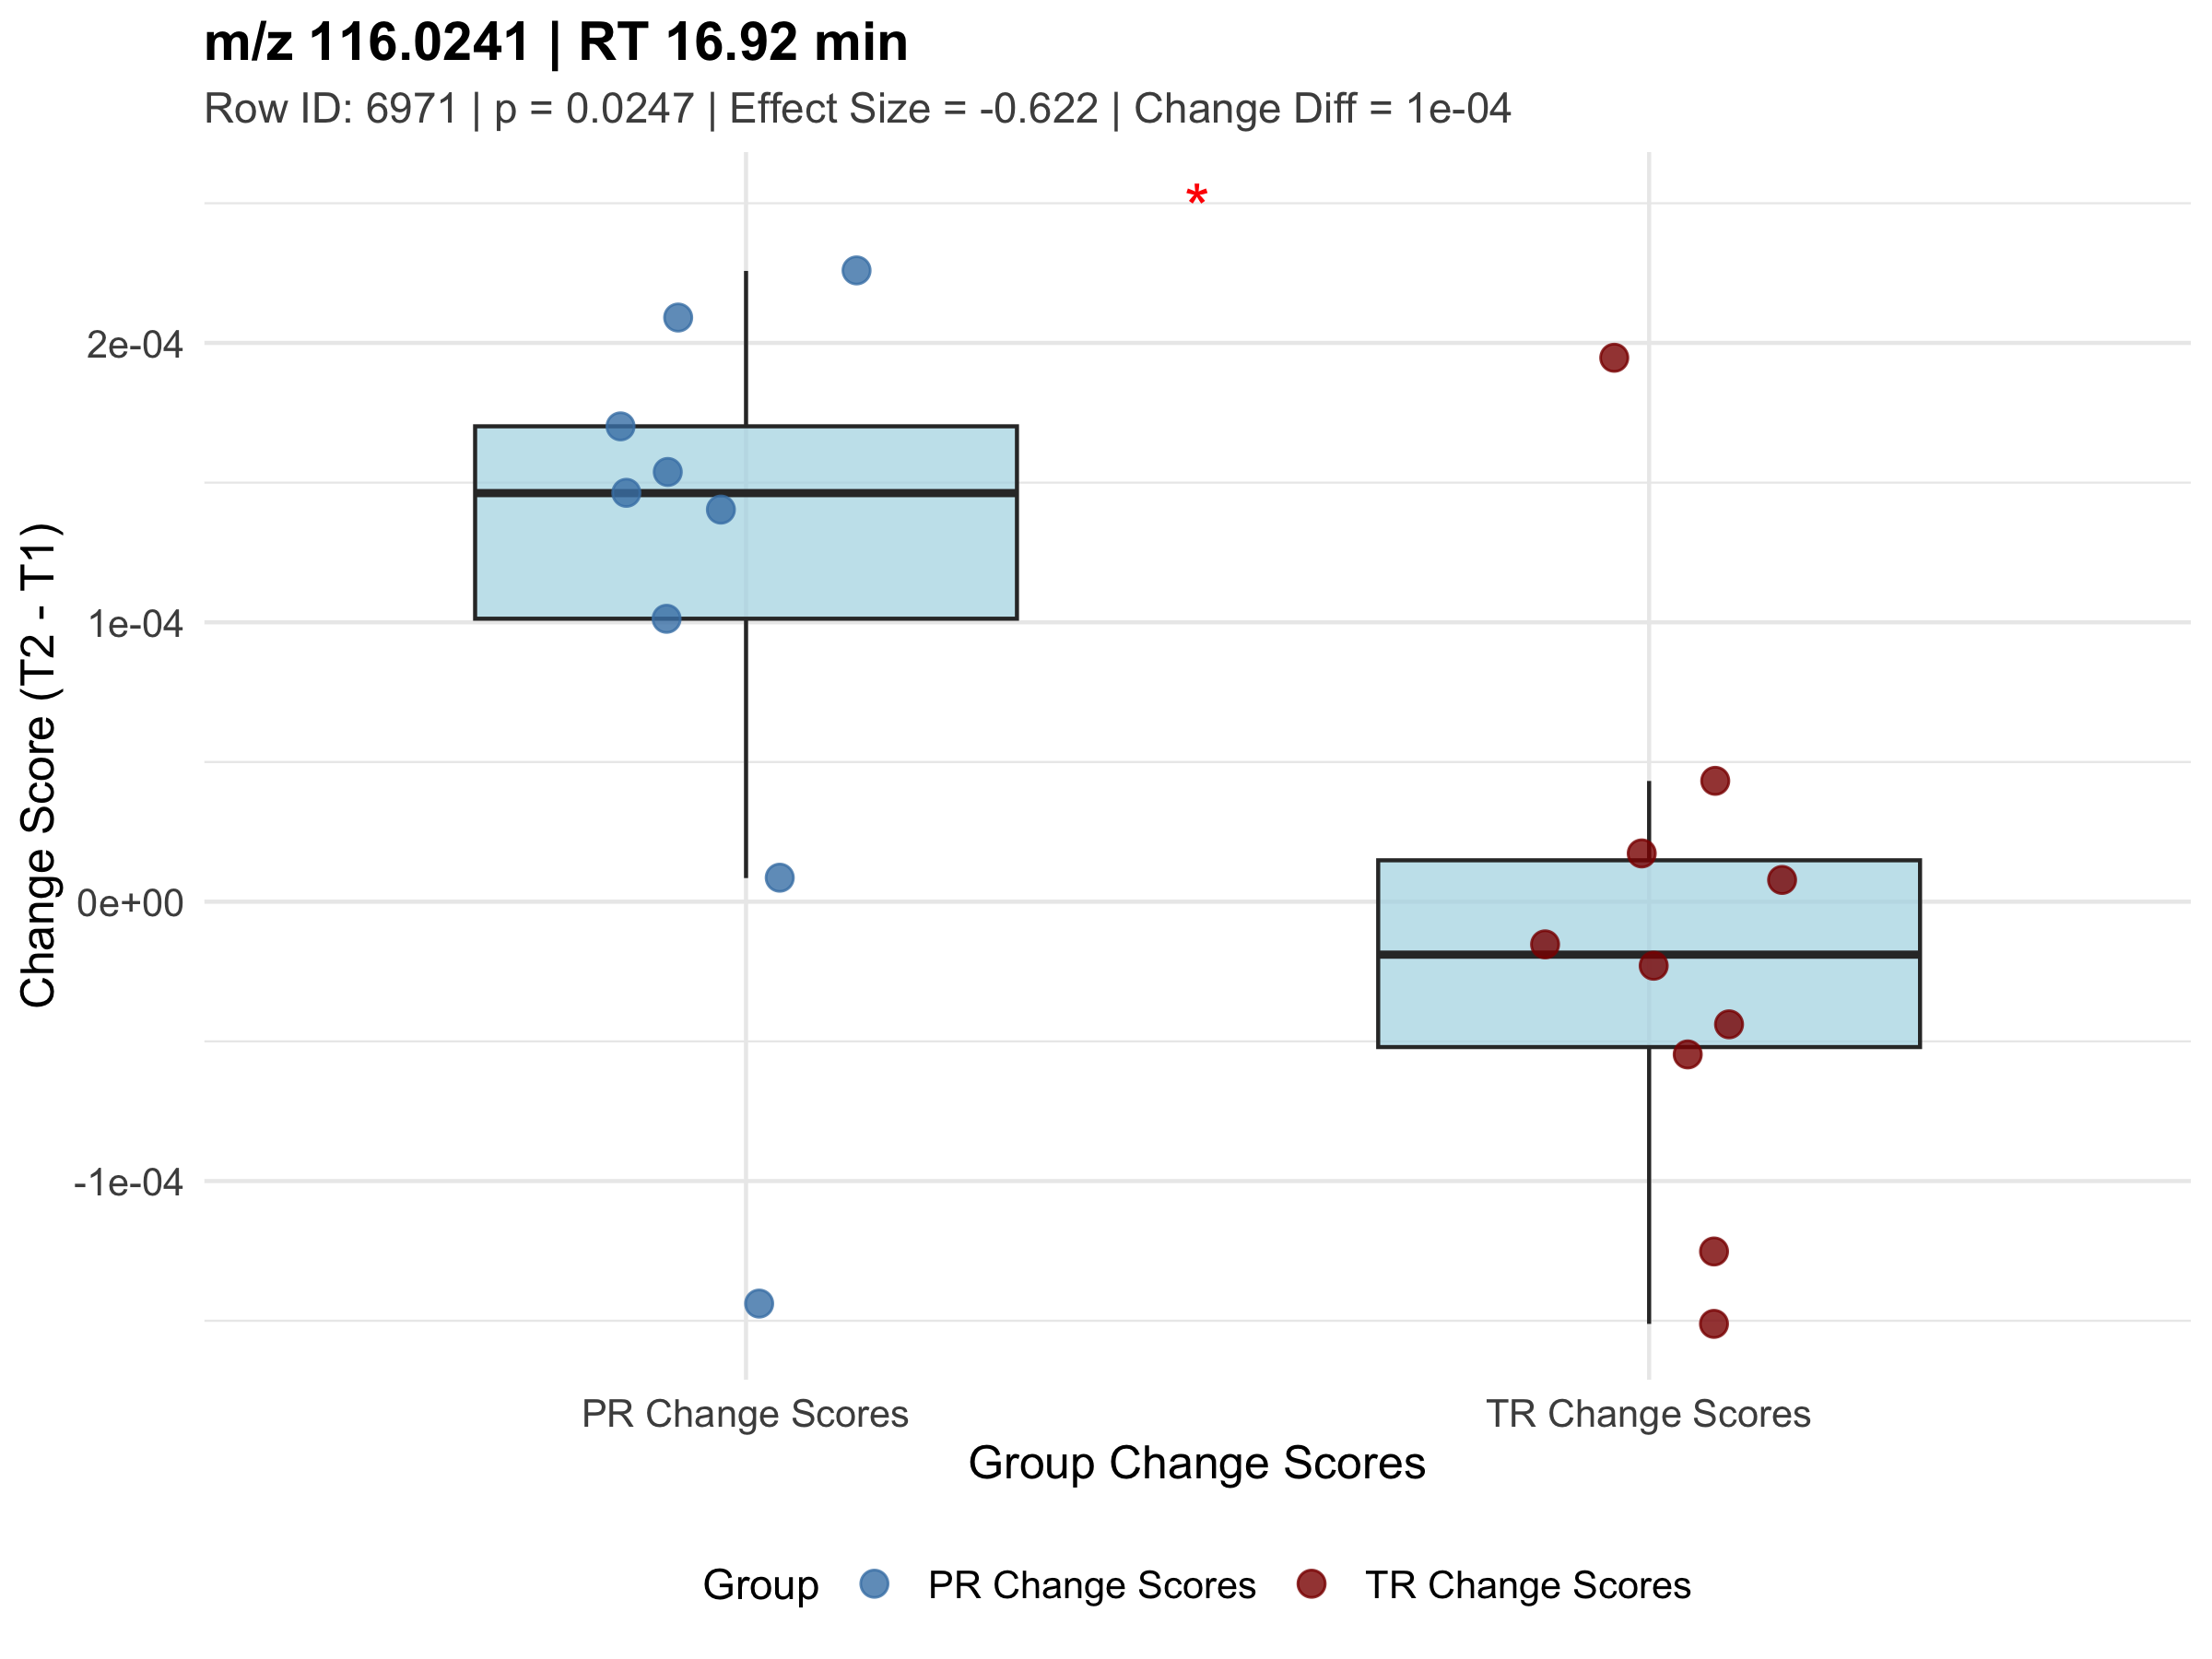 m/z 116.0241 | RT 16.92 min
Row ID: 6971 | p = 0.0247 | Effect Size = -0.622 | Change Diff = 1e-04
*
Change Score (T2 - T1)
2e-04
1e-04
0e+00
-1e-04
PR Change Scores TR Change Scores
Group Change Scores
Group PR Change Scores TR Change Scores